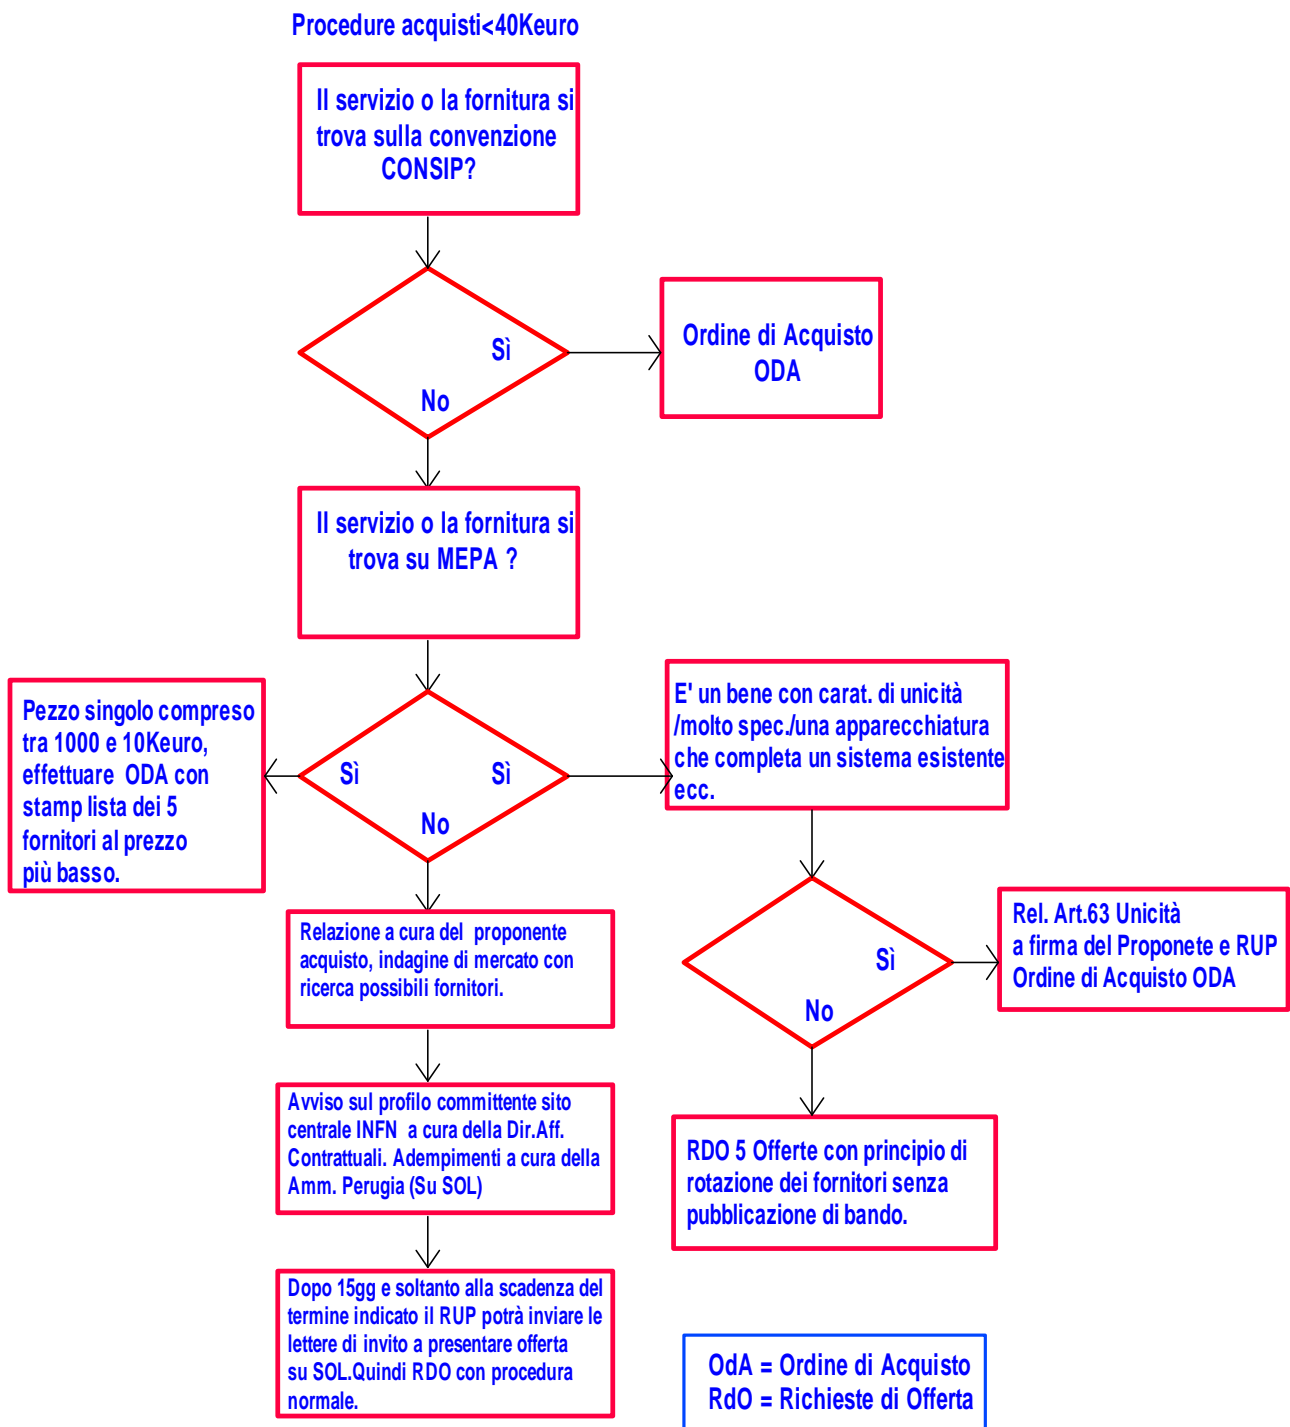 Procedure acquisti<40Keuro
Il servizio o la fornitura si
trova sulla convenzione
CONSIP?
Sì
No
Ordine di Acquisto
ODA
Il servizio o la fornitura si
trova su MEPA ?
Sì
Sì
No
Pezzo singolo compreso
tra 1000 e 10Keuro,
effettuare ODA con
stamp lista dei 5
fornitori al prezzo
più basso.
E' un bene con carat. di unicità
/molto spec./una apparecchiatura
che completa un sistema esistente
ecc.
Sì
No
Rel. Art.63 Unicità
a firma del Proponete e RUP
Ordine di Acquisto ODA
Relazione a cura del proponente
acquisto, indagine di mercato con
ricerca possibili fornitori.
Avviso sul profilo committente sito
centrale INFN a cura della Dir.Aff.
Contrattuali. Adempimenti a cura della
Amm. Perugia (Su SOL)
RDO 5 Offerte con principio di
rotazione dei fornitori senza
pubblicazione di bando.
Dopo 15gg e soltanto alla scadenza del
termine indicato il RUP potrà inviare le
lettere di invito a presentare offerta
su SOL.Quindi RDO con procedura
normale.
OdA = Ordine di Acquisto
RdO = Richieste di Offerta